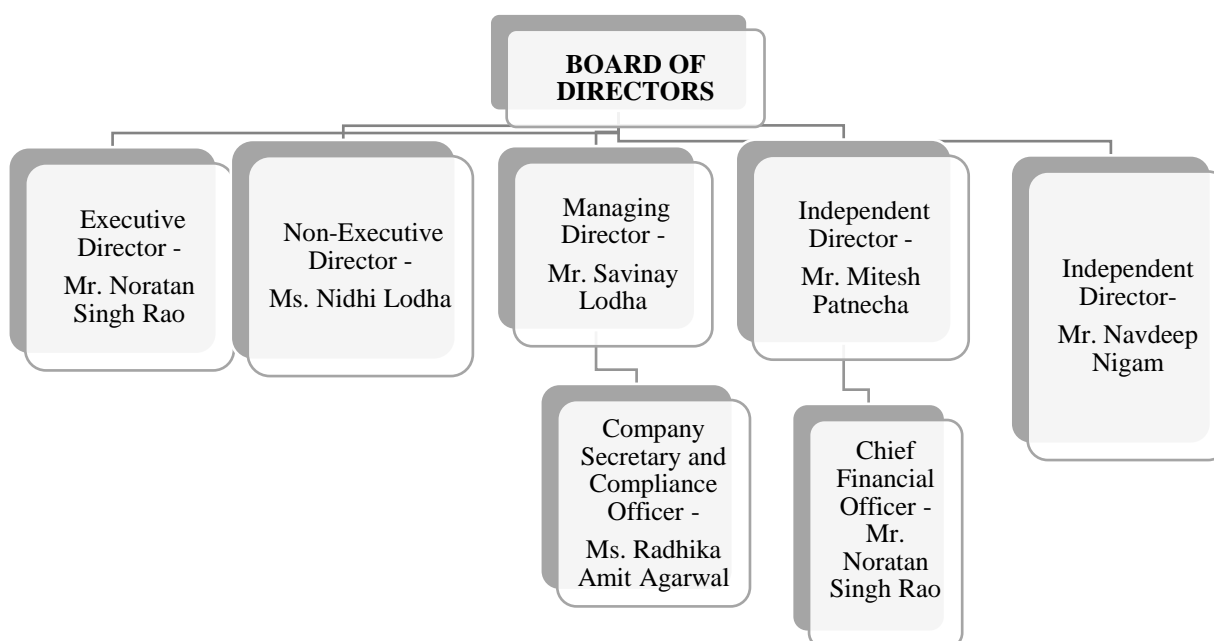 BOARD OF
DIRECTORS
Executive
Director -
Mr. Noratan
Singh Rao
Non-Executive
Director -
Ms. Nidhi Lodha
Managing
Director -
Mr. Savinay
Lodha
Independent
Director -
Mr. Mitesh
Patnecha
Independent
Director-
Mr. Navdeep
Nigam
Company
Secretary and
Compliance
Officer -
Ms. Radhika
Amit Agarwal
Chief
Financial
Officer -
Mr.
Noratan
Singh Rao